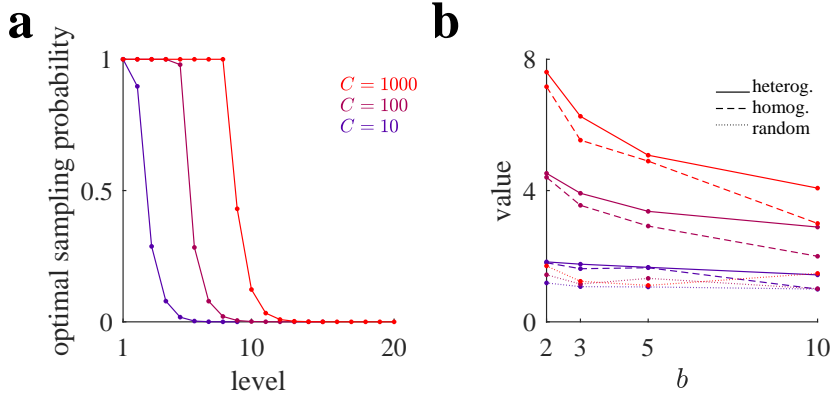 a
optimal sampling probability
1
0.5
0
1
10
20
level
C = 1000
C = 100
C = 10
b
value
8
4
0
2
3
5
10
b
heterog.
homog.
random